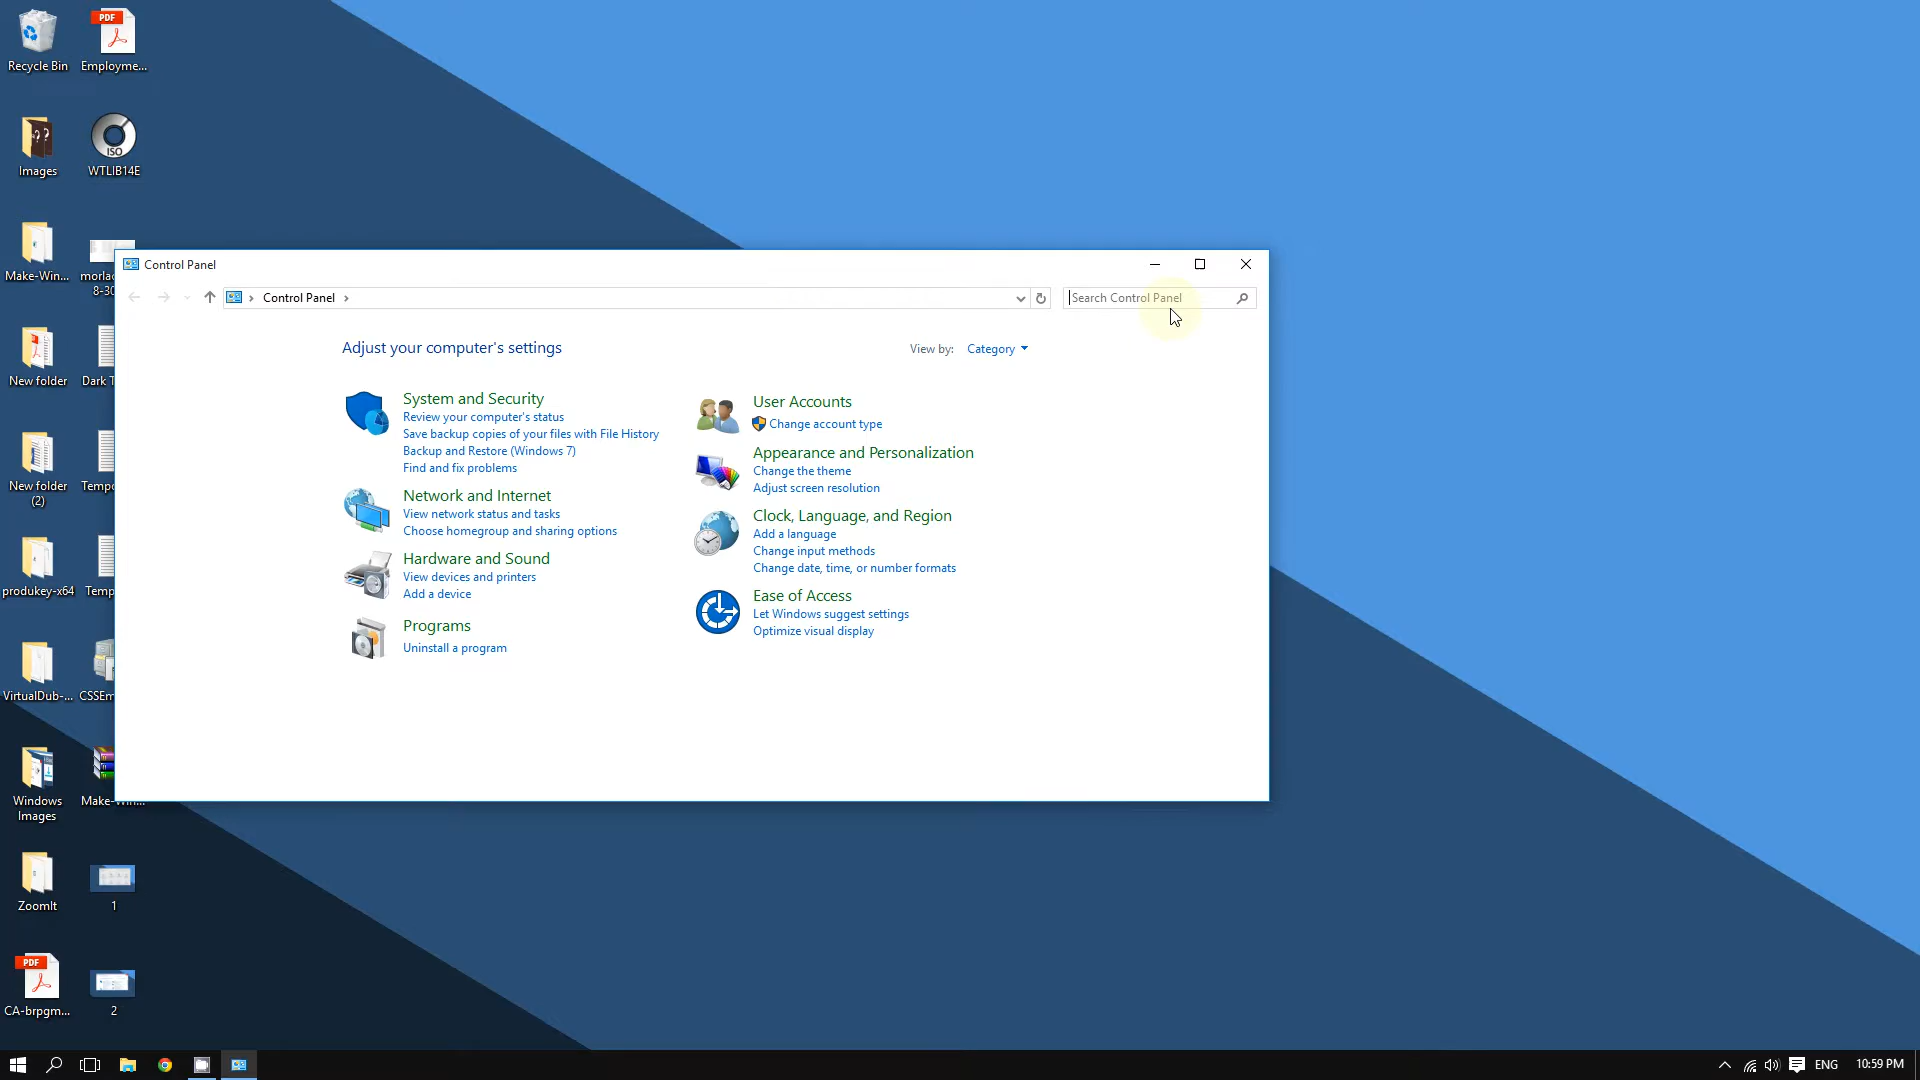 Recycle Bin
PDF
Employme...
Images
ISO
WTLIB14E
Make-Win...
New folder
New folder
(2)
produkey-x64
VirtualDub-...
Windows
Images
Make-Win...
ZoomIt
1
PDF
CA-brpgm...
2
Control Panel
Control Panel
Search Control Panel
Adjust your computer's settings
View by:
Category
System and Security
Review your computer's status
Save backup copies of your files with File History
Backup and Restore (Windows 7)
Find and fix problems
Network and Internet
View network status and tasks
Choose homegroup and sharing options
Hardware and Sound
View devices and printers
Add a device
Programs
Uninstall a program
User Accounts
Change account type
Appearance and Personalization
Change the theme
Adjust screen resolution
Clock, Language, and Region
Add a language
Change input methods
Change date, time, or number formats
Ease of Access
Let Windows suggest settings
Optimize visual display
ENG
10:59 PM